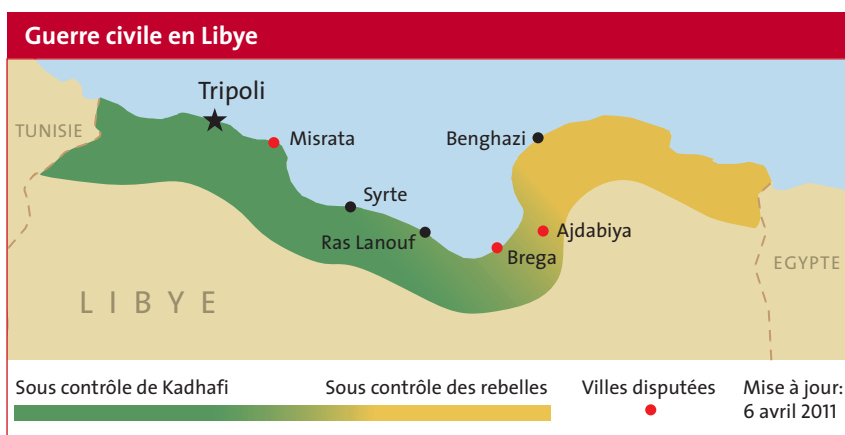 Guerre civile en Libye
Tripoli
TUNISIE
Misrata
Benghazi
Syrte
Ras Lanouf
Ajdabiya
Brega
EGYPTE
LIBYE
Sous contrôle de Kadhafi
Sous contrôle des rebelles
Villes disputées
Mise à jour:
6 avril 2011